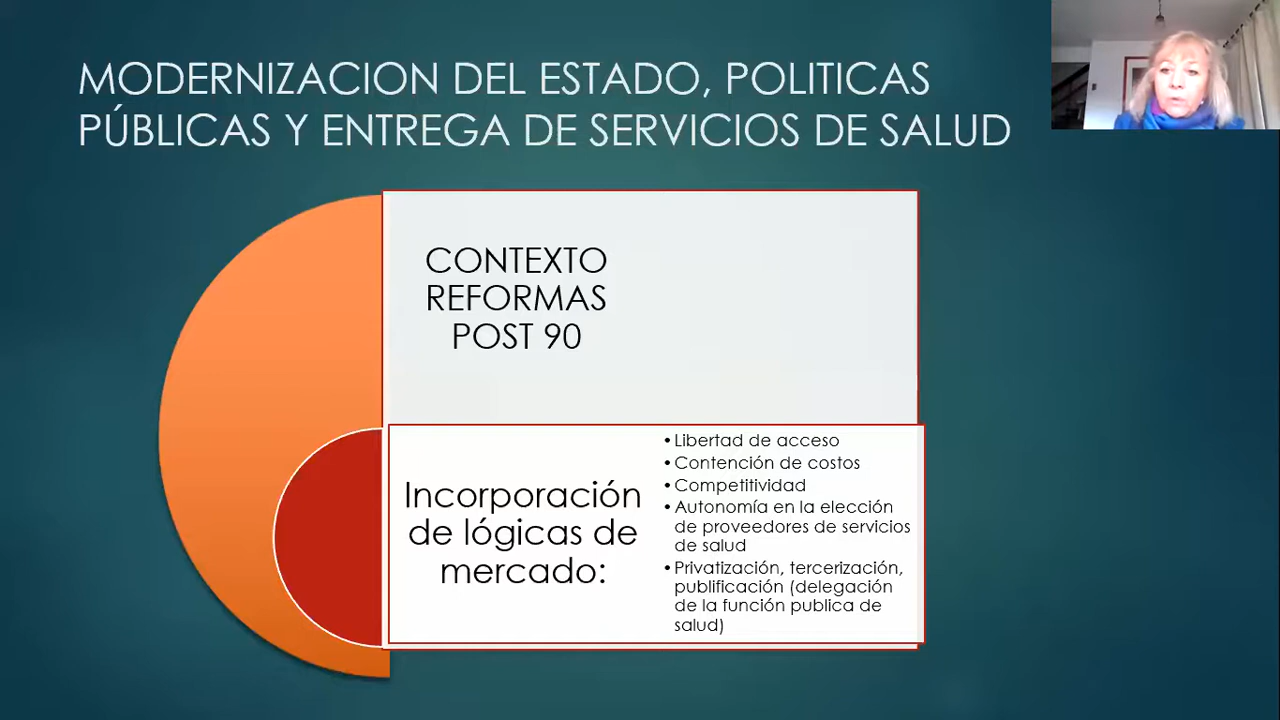 MODERNIZACION DEL ESTADO, POLITICAS
PÚBLICAS Y ENTREGA DE SERVICIOS DE SALUD
CONTEXTO
REFORMAS
POST 90
Incorporación
de lógicas de
mercado:
• Libertad de acceso
• Contención de costos
• Competitividad
• Autonomía en la elección
de proveedores de servicios
de salud
• Privatización, tercerización,
publificación (delegación
de la función publica de
salud)